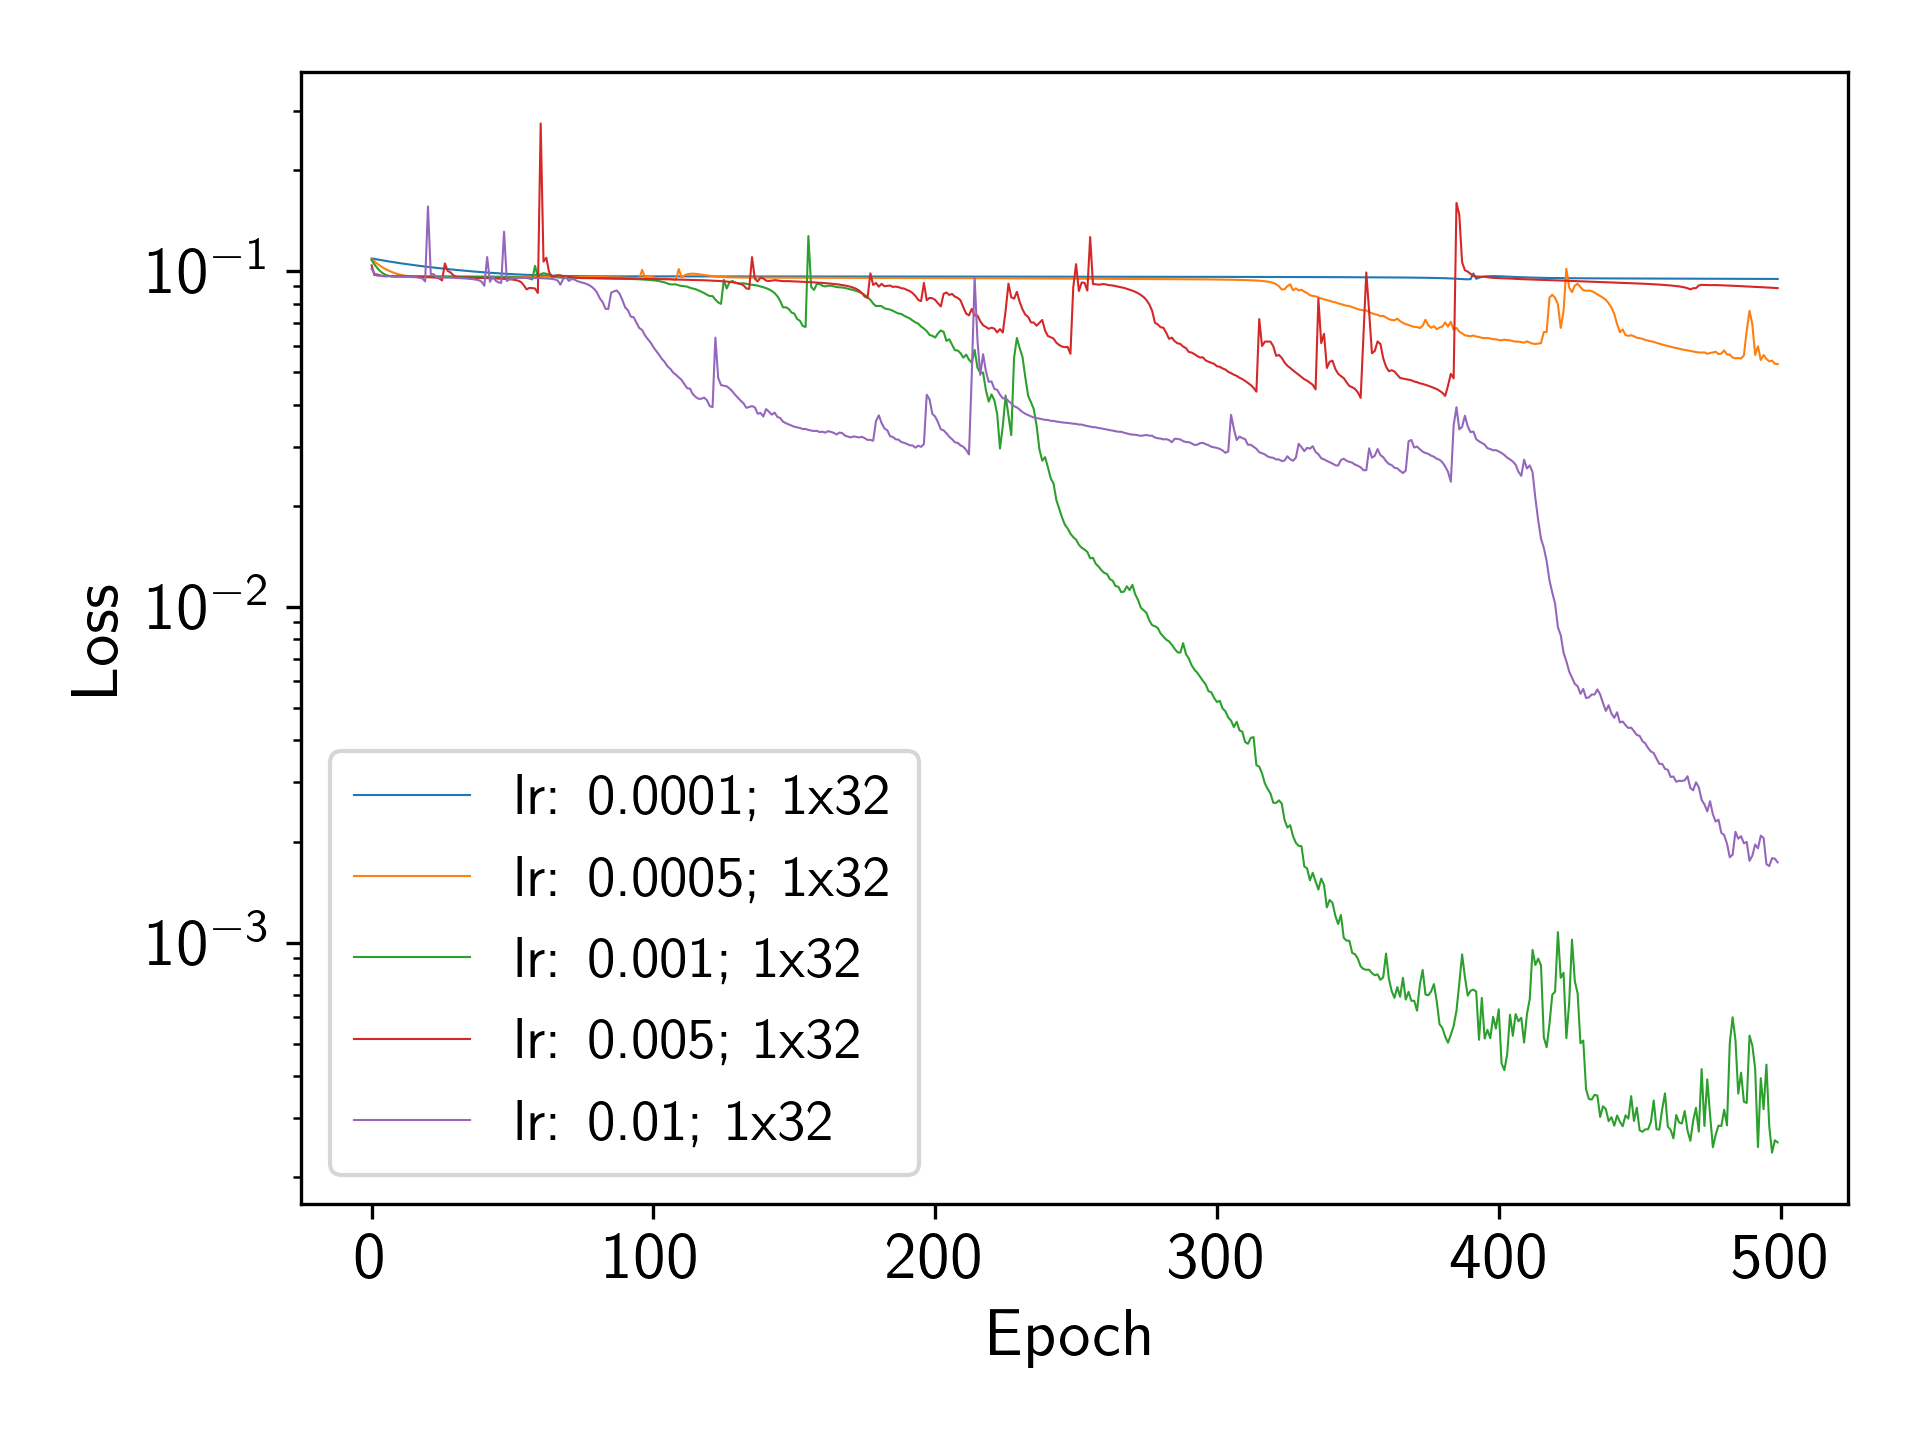 10⁻¹
10⁻²
10⁻³
Loss
lr: 0.0001; 1x32
lr: 0.0005; 1x32
lr: 0.001; 1x32
lr: 0.005; 1x32
lr: 0.01; 1x32
0 100 200 300 400 500
Epoch